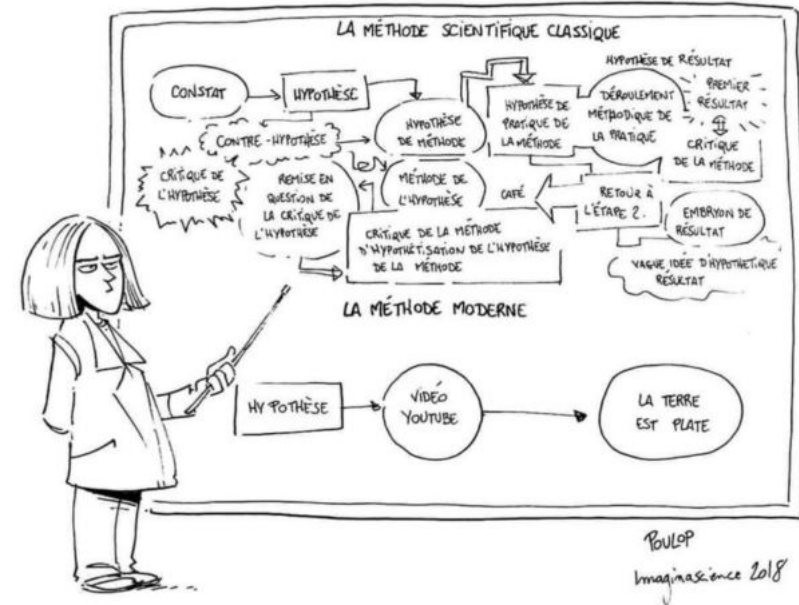 LA MÉTHODE SCIENTIFIQUE CLASSIQUE
CONSTAT
HYPOTHÈSE
CONTRE-HYPOTHÈSE
CRITIQUE DE
L'HYPOTHÈSE
REMISE EN
QUESTION DE
LA CRITIQUE DE
L'HYPOTHÈSE
HYPOTHÈSE
DE MÉTHODE
MÉTHODE DE
L'HYPOTHÈSE
CRITIQUE DE LA MÉTHODE
D'HYPOTHÉTISATION DE L'HYPOTHÈSE
DE LA MÉTHODE
HYPOTHÈSE DE
PRATIQUE DE
LA MÉTHODE
HYPOTHÈSE DE RÉSULTAT
DÉROULEMENT
MÉTHODIQUE DE
LA PRATIQUE
PREMIER
RÉSULTAT
CRITIQUE
DE LA MÉTHODE
CAFÉ
RETOUR À
L'ÉTAPE 2.
EMBRYON DE
RÉSULTAT
VAGUE IDÉE D'HYPOTHETIQUE
RÉSULTAT
LA MÉTHODE MODERNE
HYPOTHÈSE
VIDÉO
YOUTUBE
LA TERRE
EST PLATE
POULOP
Imaginascience 2018